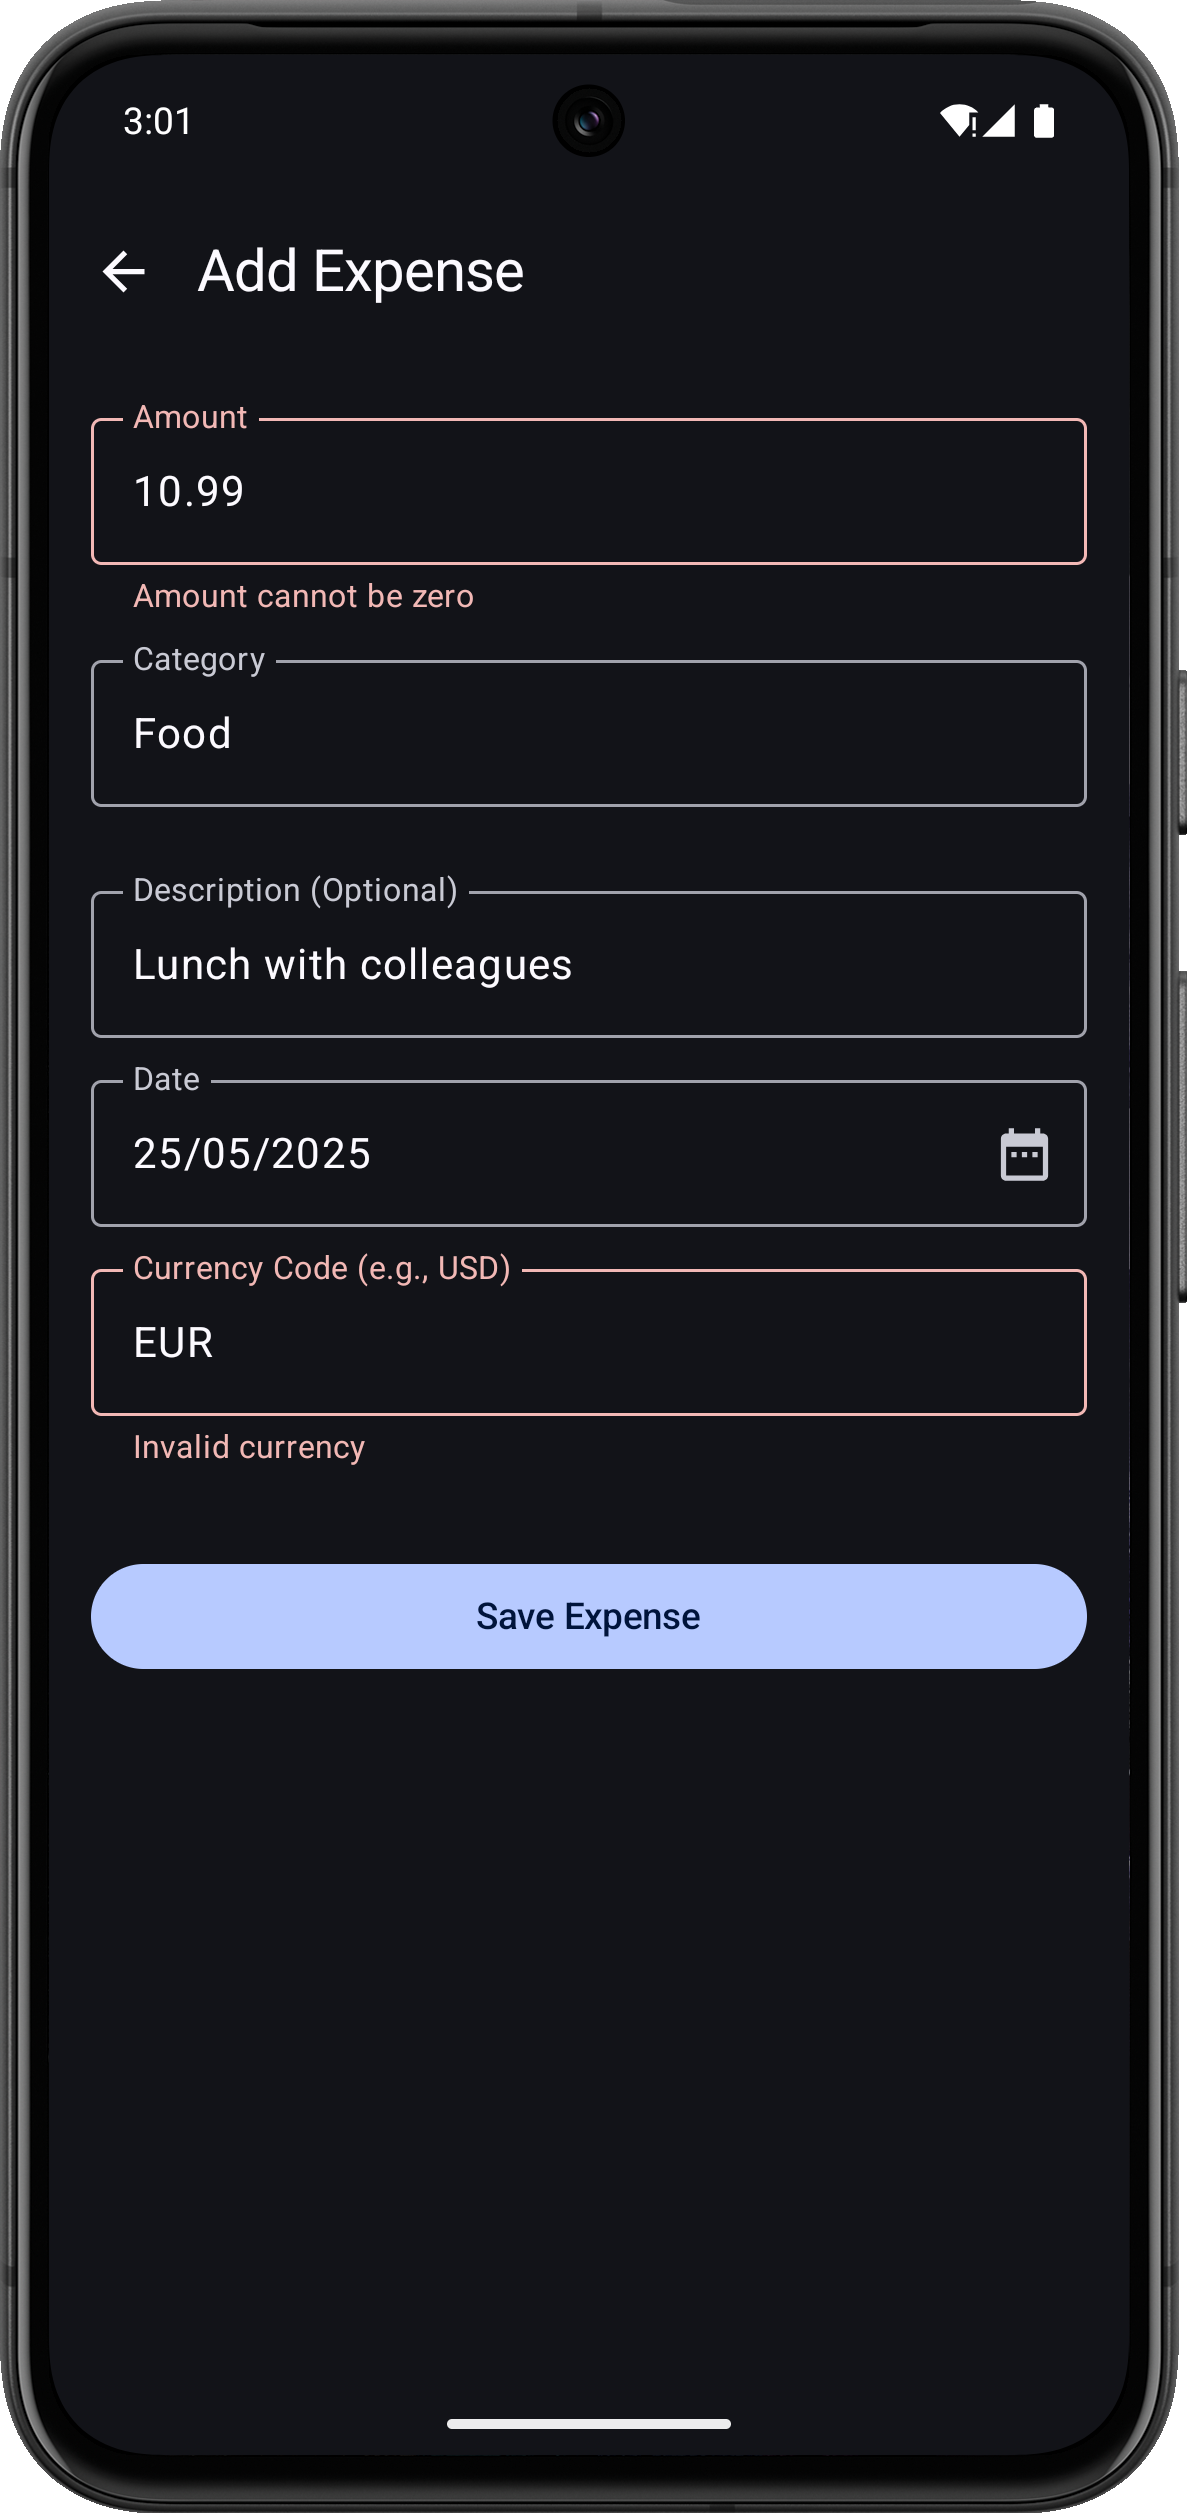 3:01
Add Expense
Amount
10.99
Amount cannot be zero
Category
Food
Description (Optional)
Lunch with colleagues
Date
25/05/2025
Currency Code (e.g., USD)
EUR
Invalid currency
Save Expense